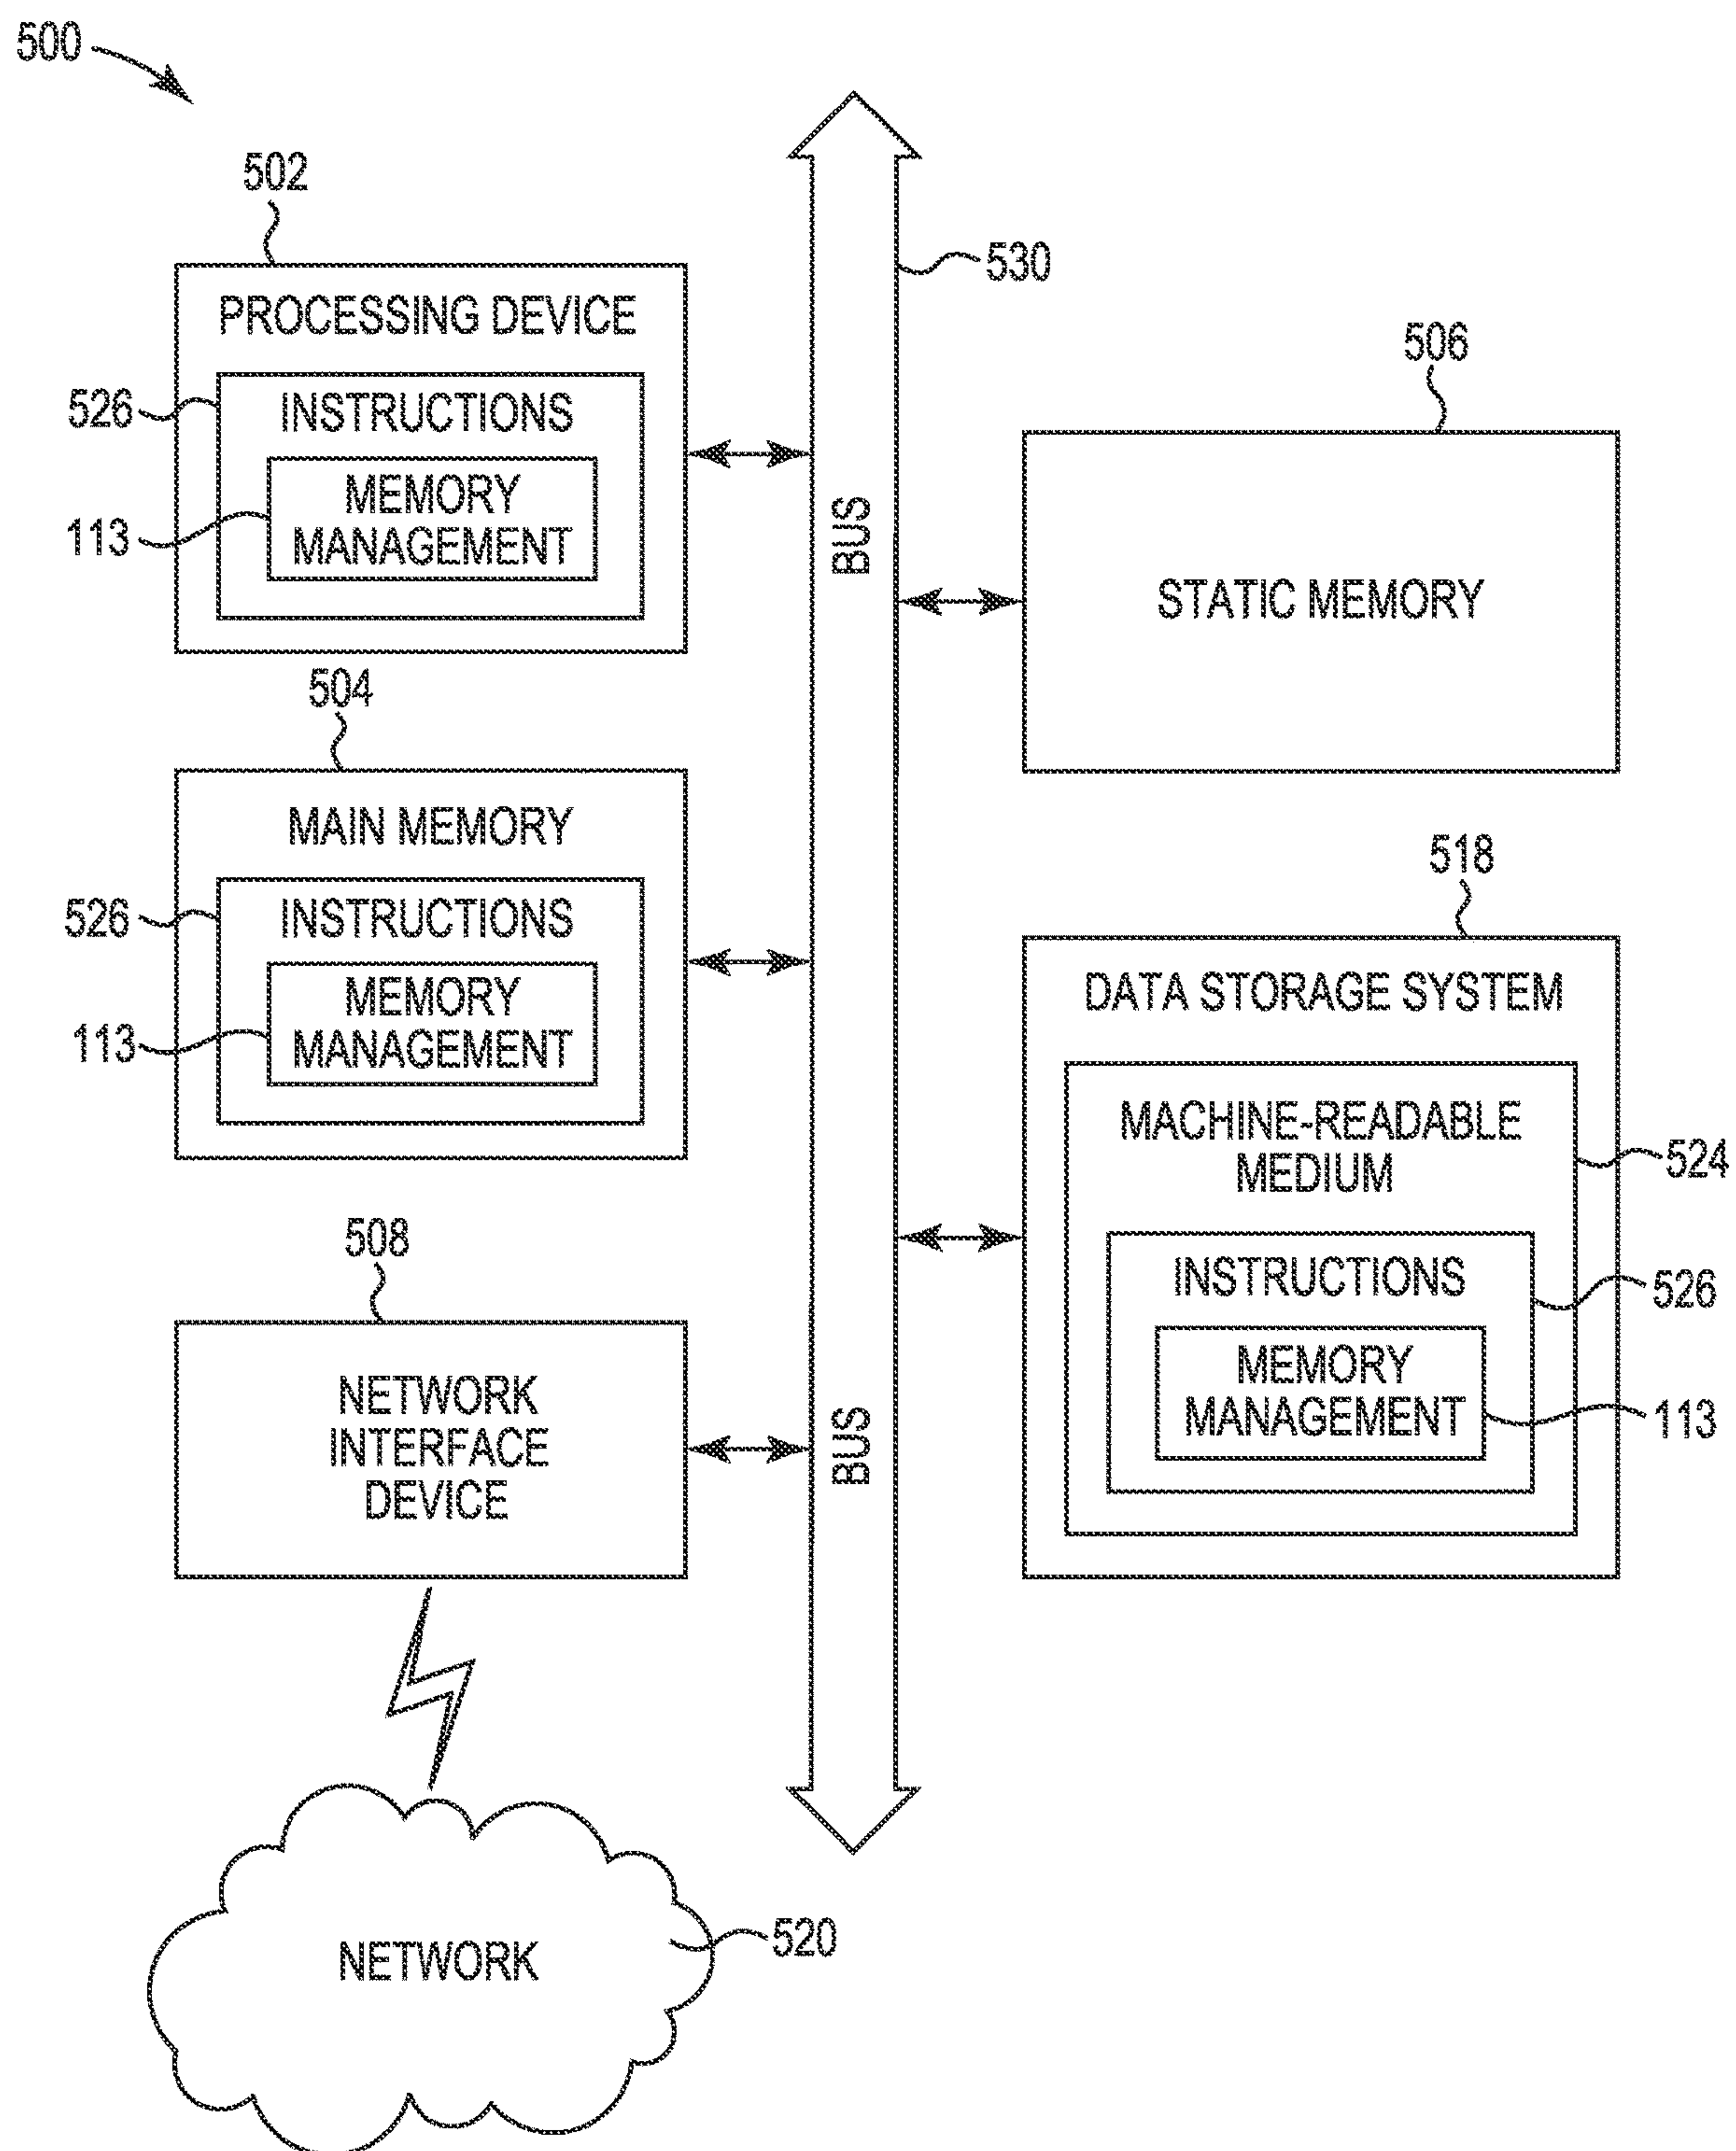 500
502
530
PROCESSING DEVICE
506
526
INSTRUCTIONS
MEMORY
113
MANAGEMENT
BUS
STATIC MEMORY
504
MAIN MEMORY
518
526
INSTRUCTIONS
DATA STORAGE SYSTEM
MEMORY
113
MANAGEMENT
MACHINE-READABLE
MEDIUM
524
508
INSTRUCTIONS
526
NETWORK
INTERFACE
DEVICE
BUS
MEMORY
MANAGEMENT
113
NETWORK
520